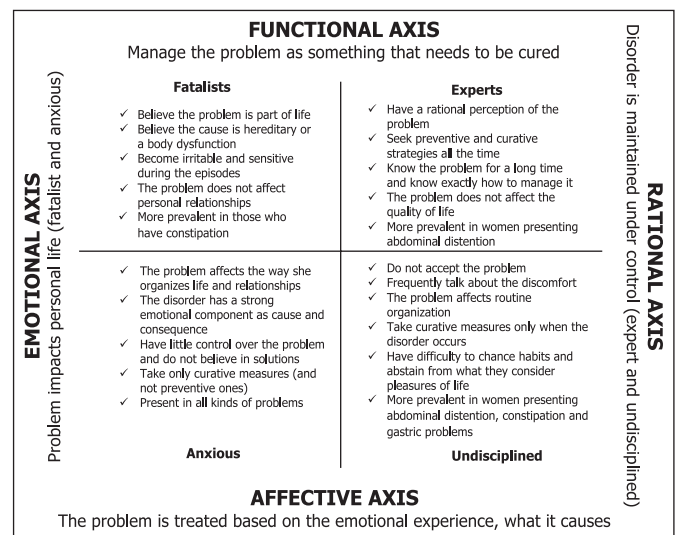 FUNCTIONAL AXIS
Manage the problem as something that needs to be cured
EMOTIONAL AXIS
Problem impacts personal life (fatalist and anxious)
Fatalists
✓ Believe the problem is part of life
✓ Believe the cause is hereditary or
a body dysfunction
✓ Become irritable and sensitive
during the episodes
✓ The problem does not affect
personal relationships
✓ More prevalent in those who
have constipation
Experts
✓ Have a rational perception of the
problem
✓ Seek preventive and curative
strategies all the time
✓ Know the problem for a long time
and know exactly how to manage it
✓ The problem does not affect the
quality of life
✓ More prevalent in women presenting
abdominal distention
✓ The problem affects the way she
organizes life and relationships
✓ The disorder has a strong
emotional component as cause and
consequence
✓ Have little control over the problem
and do not believe in solutions
✓ Take only curative measures (and
not preventive ones)
✓ Present in all kinds of problems
Anxious
✓ Do not accept the problem
✓ Frequently talk about the discomfort
✓ The problem affects routine
organization
✓ Take curative measures only when the
disorder occurs
✓ Have difficulty to chance habits and
abstain from what they consider
pleasures of life
✓ More prevalent in women presenting
abdominal distention, constipation and
gastric problems
Undisciplined
RATIONAL AXIS
Disorder is maintained under control (expert and undisciplined)
AFFECTIVE AXIS
The problem is treated based on the emotional experience, what it causes